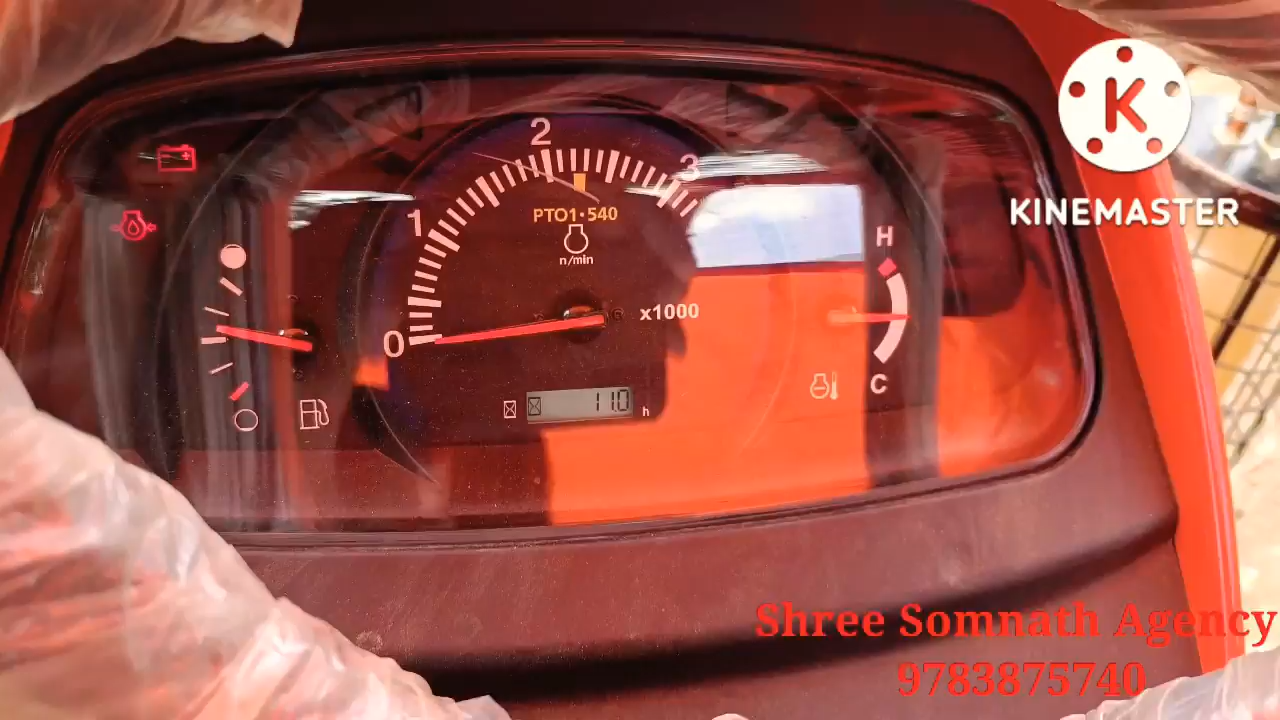 K
KINEMASTER
0
1
2
3
PTO1•540
n/min
x1000
11.0
h
H
C
Shree Somnath Agency
9783875740